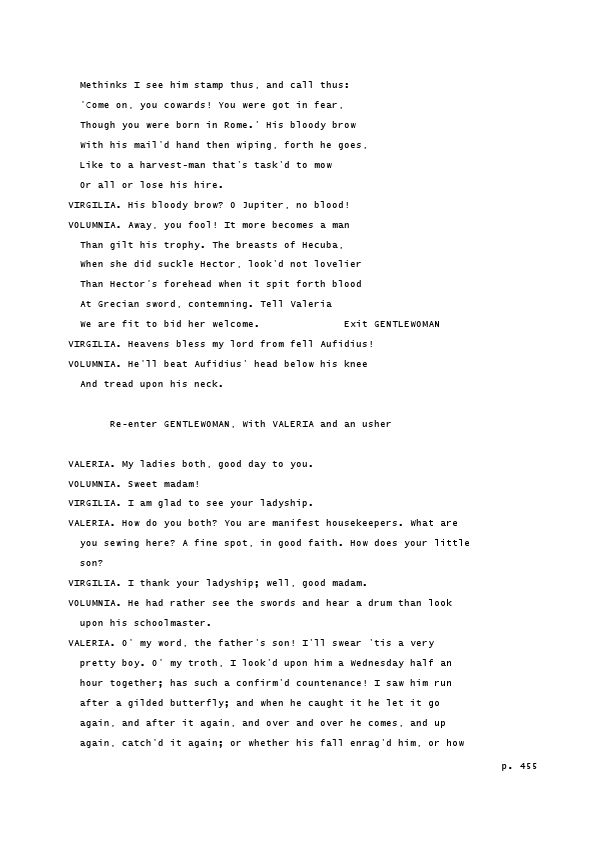 Methinks I see him stamp thus, and call thus:
'Come on, you cowards! You were got in fear,
Though you were born in Rome.' His bloody brow
With his mail'd hand then wiping, forth he goes,
Like to a harvest-man that's task'd to mow
Or all or lose his hire.
VIRGILIA. His bloody brow? O Jupiter, no blood!
VOLUMNIA. Away, you fool! It more becomes a man
Than gilt his trophy. The breasts of Hecuba,
When she did suckle Hector, look'd not lovelier
Than Hector's forehead when it spit forth blood
At Grecian sword, contemning. Tell Valeria
We are fit to bid her welcome. Exit GENTLEWOMAN
VIRGILIA. Heavens bless my lord from fell Aufidius!
VOLUMNIA. He'll beat Aufidius' head below his knee
And tread upon his neck.
Re-enter GENTLEWOMAN, With VALERIA and an usher
VALERIA. My ladies both, good day to you.
VOLUMNIA. Sweet madam!
VIRGILIA. I am glad to see your ladyship.
VALERIA. How do you both? You are manifest housekeepers. What are
you sewing here? A fine spot, in good faith. How does your little
son?
VIRGILIA. I thank your ladyship; well, good madam.
VOLUMNIA. He had rather see the swords and hear a drum than look
upon his schoolmaster.
VALERIA. O' my word, the father's son! I'll swear 'tis a very
pretty boy. O' my troth, I look'd upon him a Wednesday half an
hour together; has such a confirm'd countenance! I saw him run
after a gilded butterfly; and when he caught it he let it go
again, and after it again, and over and over he comes, and up
again, catch'd it again; or whether his fall enrag'd him, or how
p. 455